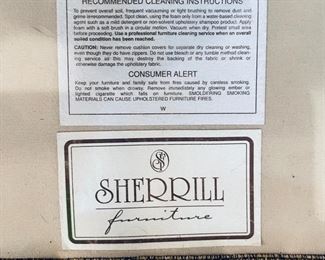 RECOMMENDED CLEANING INSTRUCTIONS
To prevent overall soil, frequent vacuuming or light brushing to remove dust and
grime isrecommended. Spot clean, using the foam only from a water-based cleaning
agent such as a mild detergent or non-solvent upholstery shampoo product. Apply
foam with a soft brush in a circular motion. Vacuum when dry. Pretest a small area
before proceeding. Use a professional furniture cleaning service when an overall
soiled condition has been reached.
CAUTION: Never remove cushion covers for separate dry cleaning or washing,
even though they do have zippers. Do not use bleach or any tumble method clean-
ing service as this may destroy the backing of the fabric or shrink or
otherwise damage the upholstery fabric.
CONSUMER ALERT
Keep your furniture and family safe from fires caused by careless smoking.
Do not smoke when drowsy. Remove immediately any glowing ember or
lighted cigarette which falls on furniture. SMOLDERING SMOKING
MATERIALS CAN CAUSE UPHOLSTERED FURNITURE FIRES.
W
SHERRILL
furniture